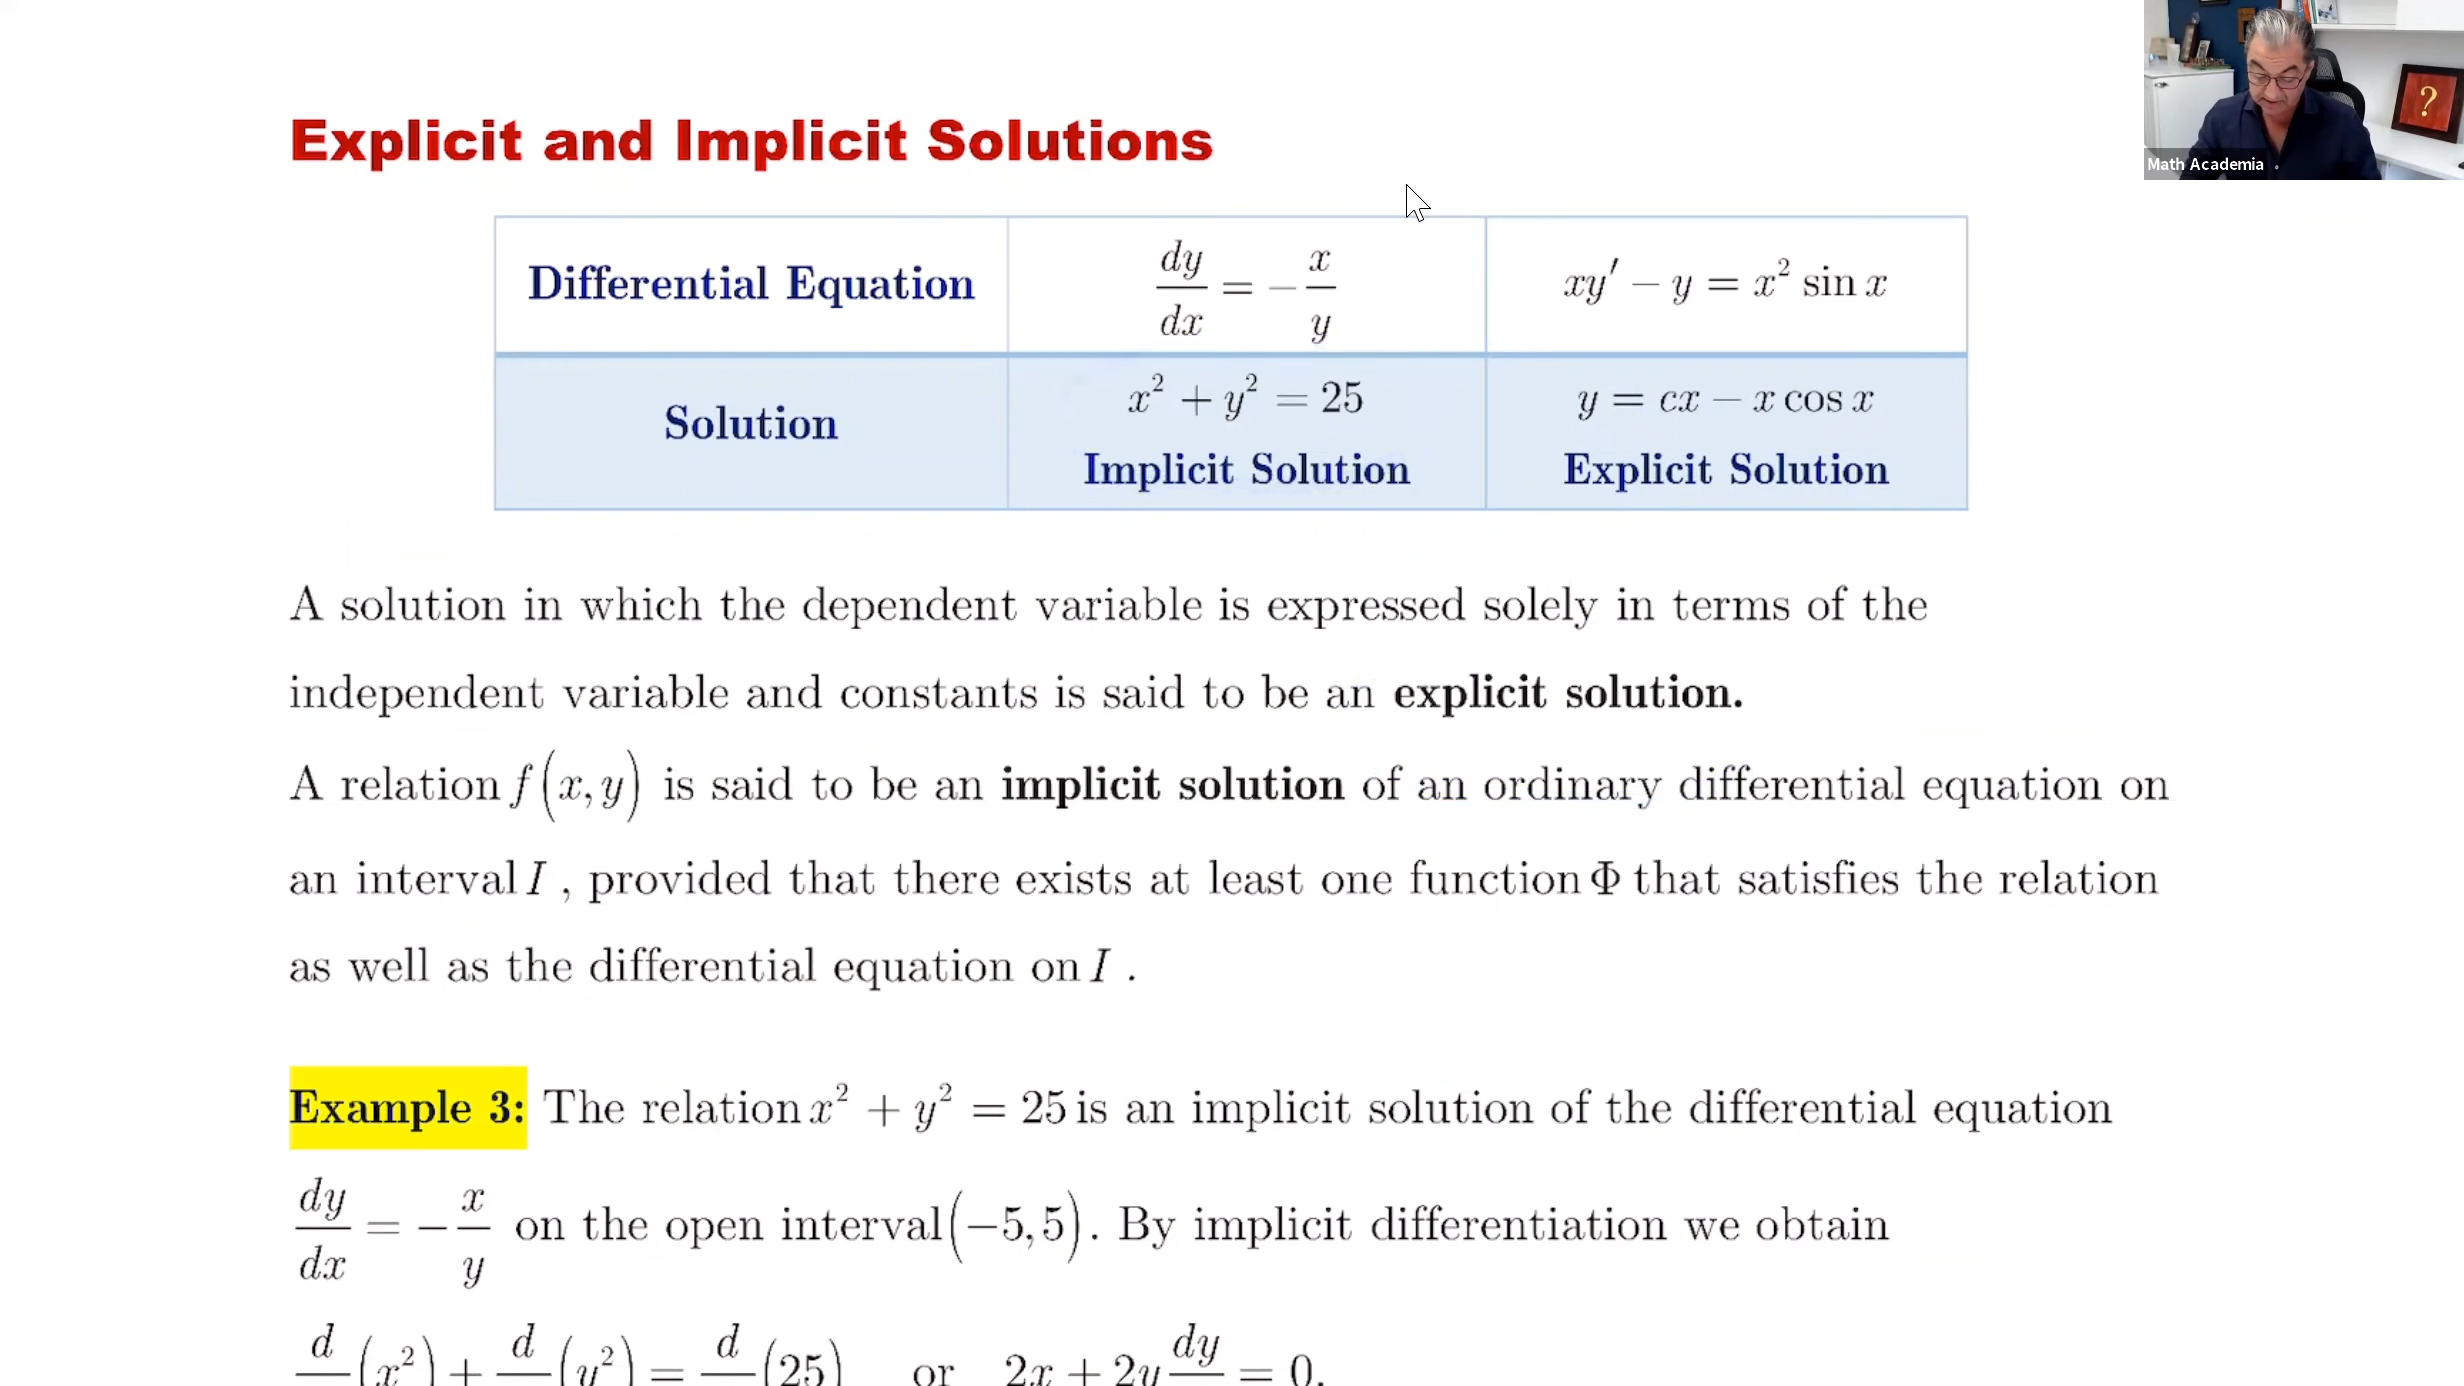 Explicit and Implicit Solutions
?
Math Academia
Differential Equation
dy/dx = −x/y
xy′ − y = x² sin x
Solution
x² + y² = 25
y = cx − x cos x
Implicit Solution
Explicit Solution
A solution in which the dependent variable is expressed solely in terms of the
independent variable and constants is said to be an explicit solution.
A relation f(x, y) is said to be an implicit solution of an ordinary differential equation on
an interval I , provided that there exists at least one function Φ that satisfies the relation
as well as the differential equation on I .
Example 3: The relation x² + y² = 25 is an implicit solution of the differential equation
dy/dx = −x/y on the open interval (−5, 5). By implicit differentiation we obtain
d (x²) + d (y²) = d (25) or 2x + 2y dy = 0.